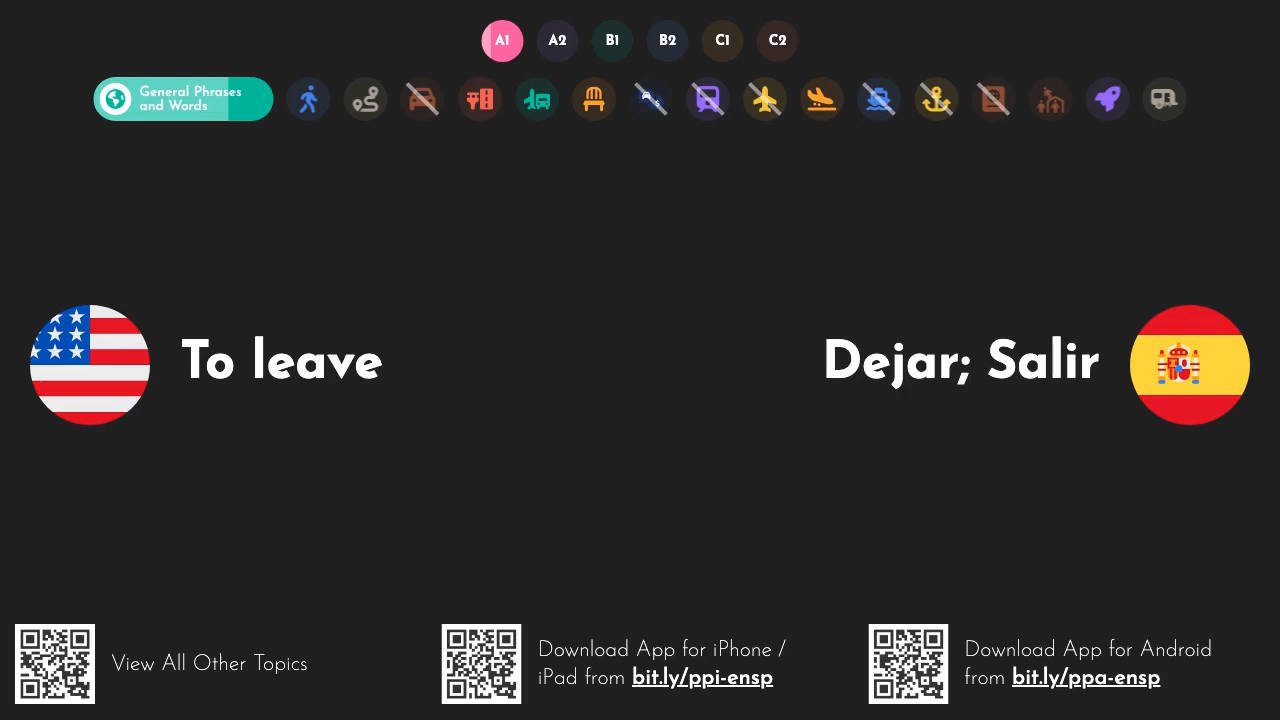 A1 A2 B1 B2 C1 C2
General Phrases
and Words
To leave
Dejar; Salir
View All Other Topics
Download App for iPhone /
iPad from bit.ly/ppi-ensp
Download App for Android
from bit.ly/ppa-ensp